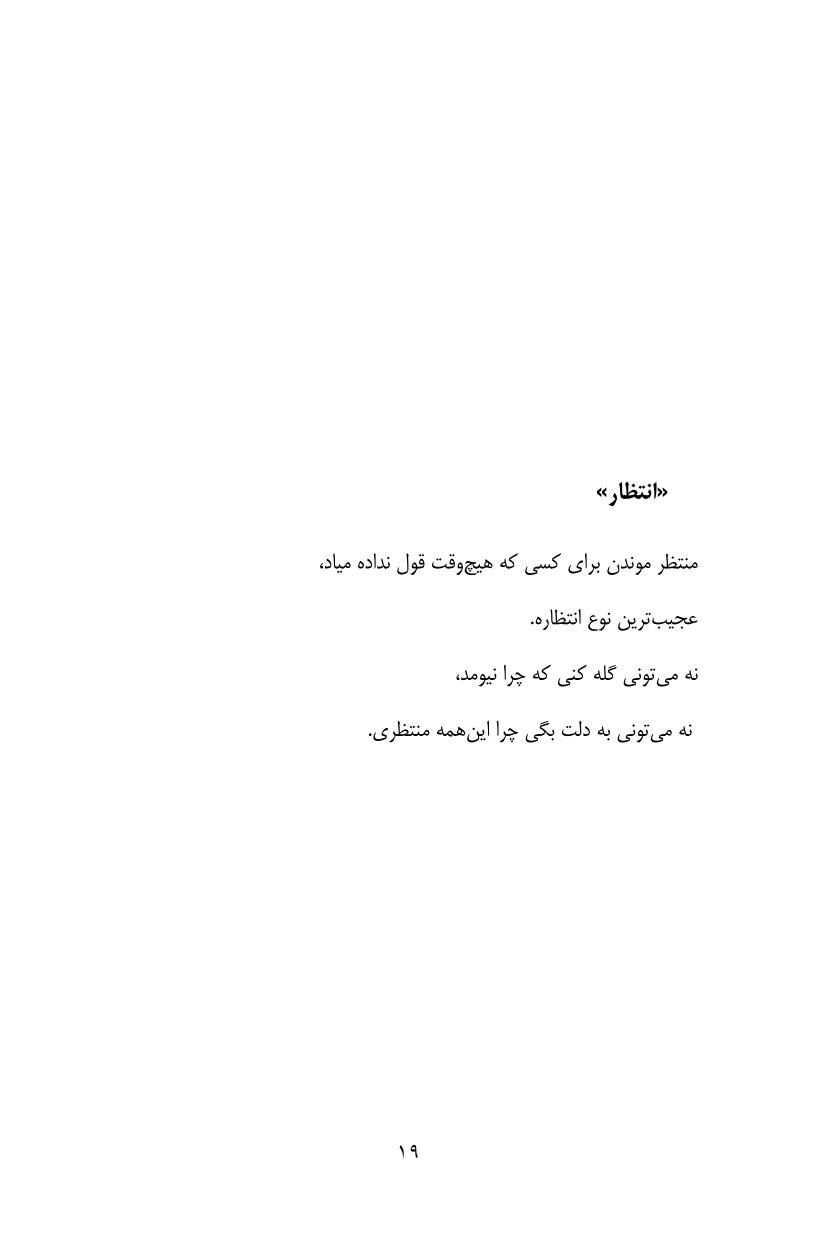 «انتظار»
منتظر موندن برای کسی که هیچ‌وقت قول نداده میاد،
عجیب‌ترین نوع انتظاره.
نه می‌تونی گله کنی که چرا نیومد،
نه می‌تونی به دلت بگی چرا این‌همه منتظری.
۱۹